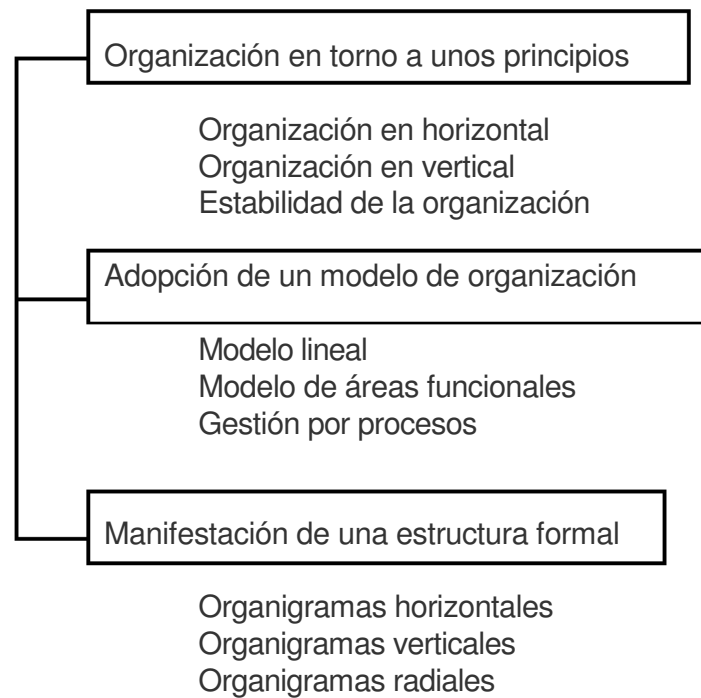 Organización en torno a unos principios
Organización en horizontal
Organización en vertical
Estabilidad de la organización
Adopción de un modelo de organización
Modelo lineal
Modelo de áreas funcionales
Gestión por procesos
Manifestación de una estructura formal
Organigramas horizontales
Organigramas verticales
Organigramas radiales